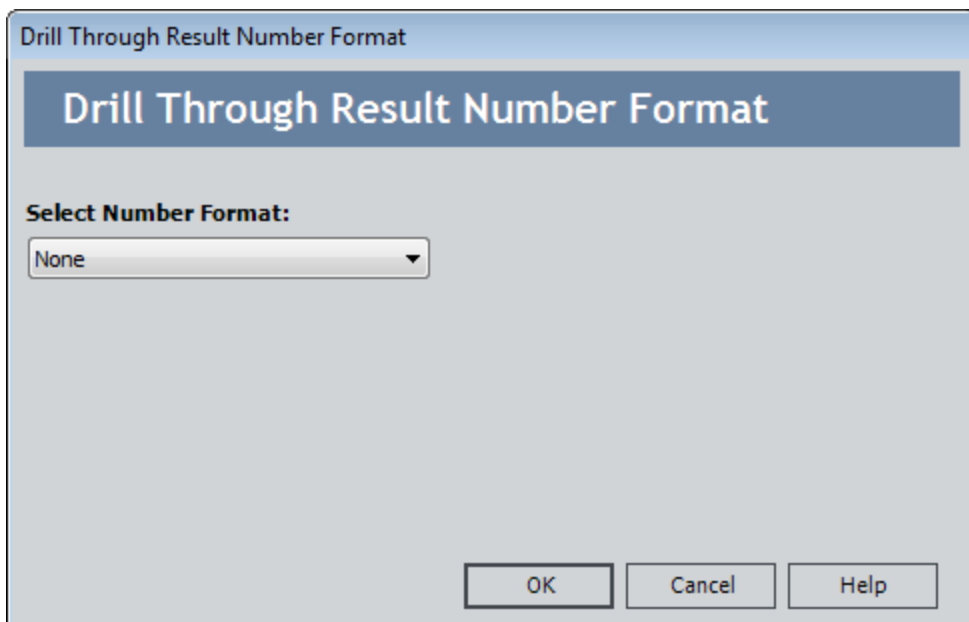 Drill Through Result Number Format
Drill Through Result Number Format
Select Number Format:
None
OK Cancel Help